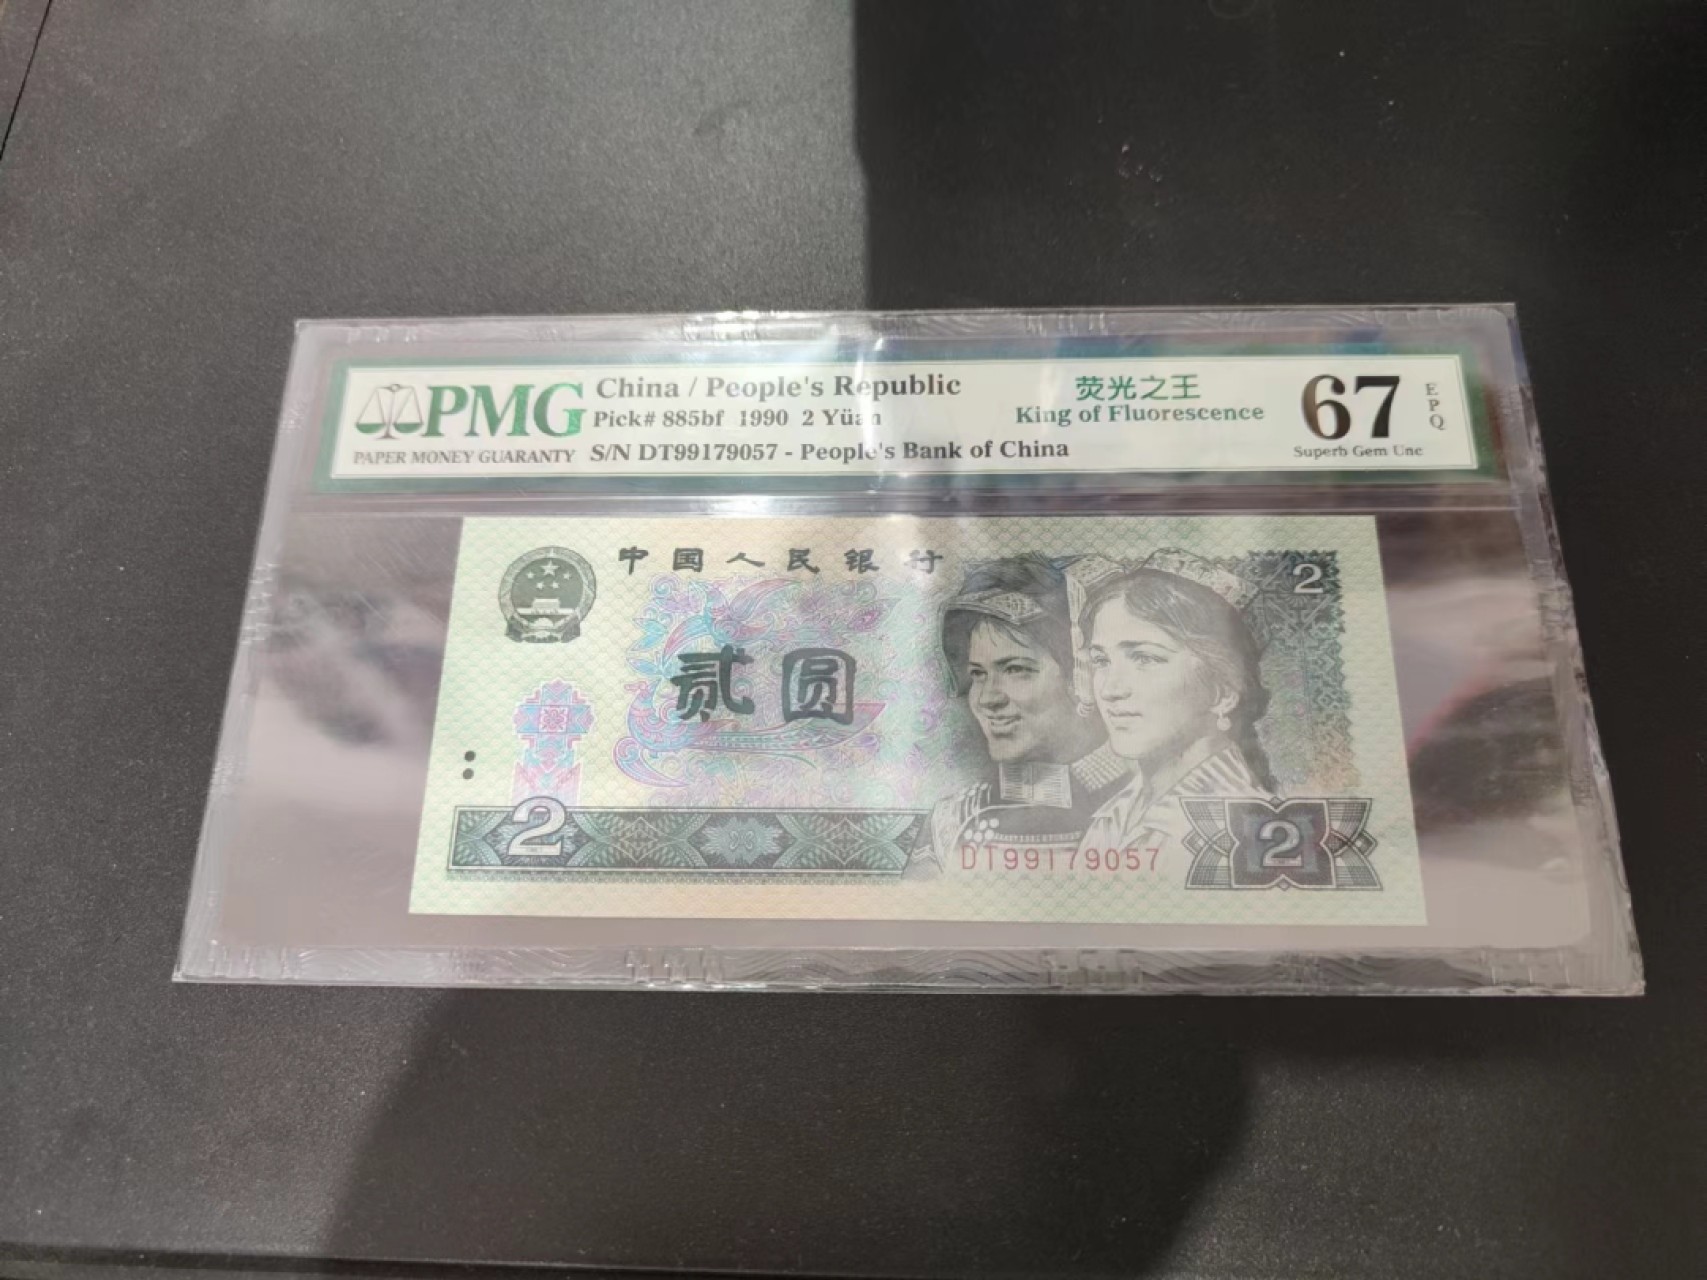 PMG
PAPER MONEY GUARANTY
China / People's Republic
Pick# 885bf 1990 2 Yüan
S/N DT99179057 - People's Bank of China
荧光之王
King of Fluorescence
67
EPQ
Superb Gem Unc
中国人民银行
2
贰圆
2
DT99179057
2